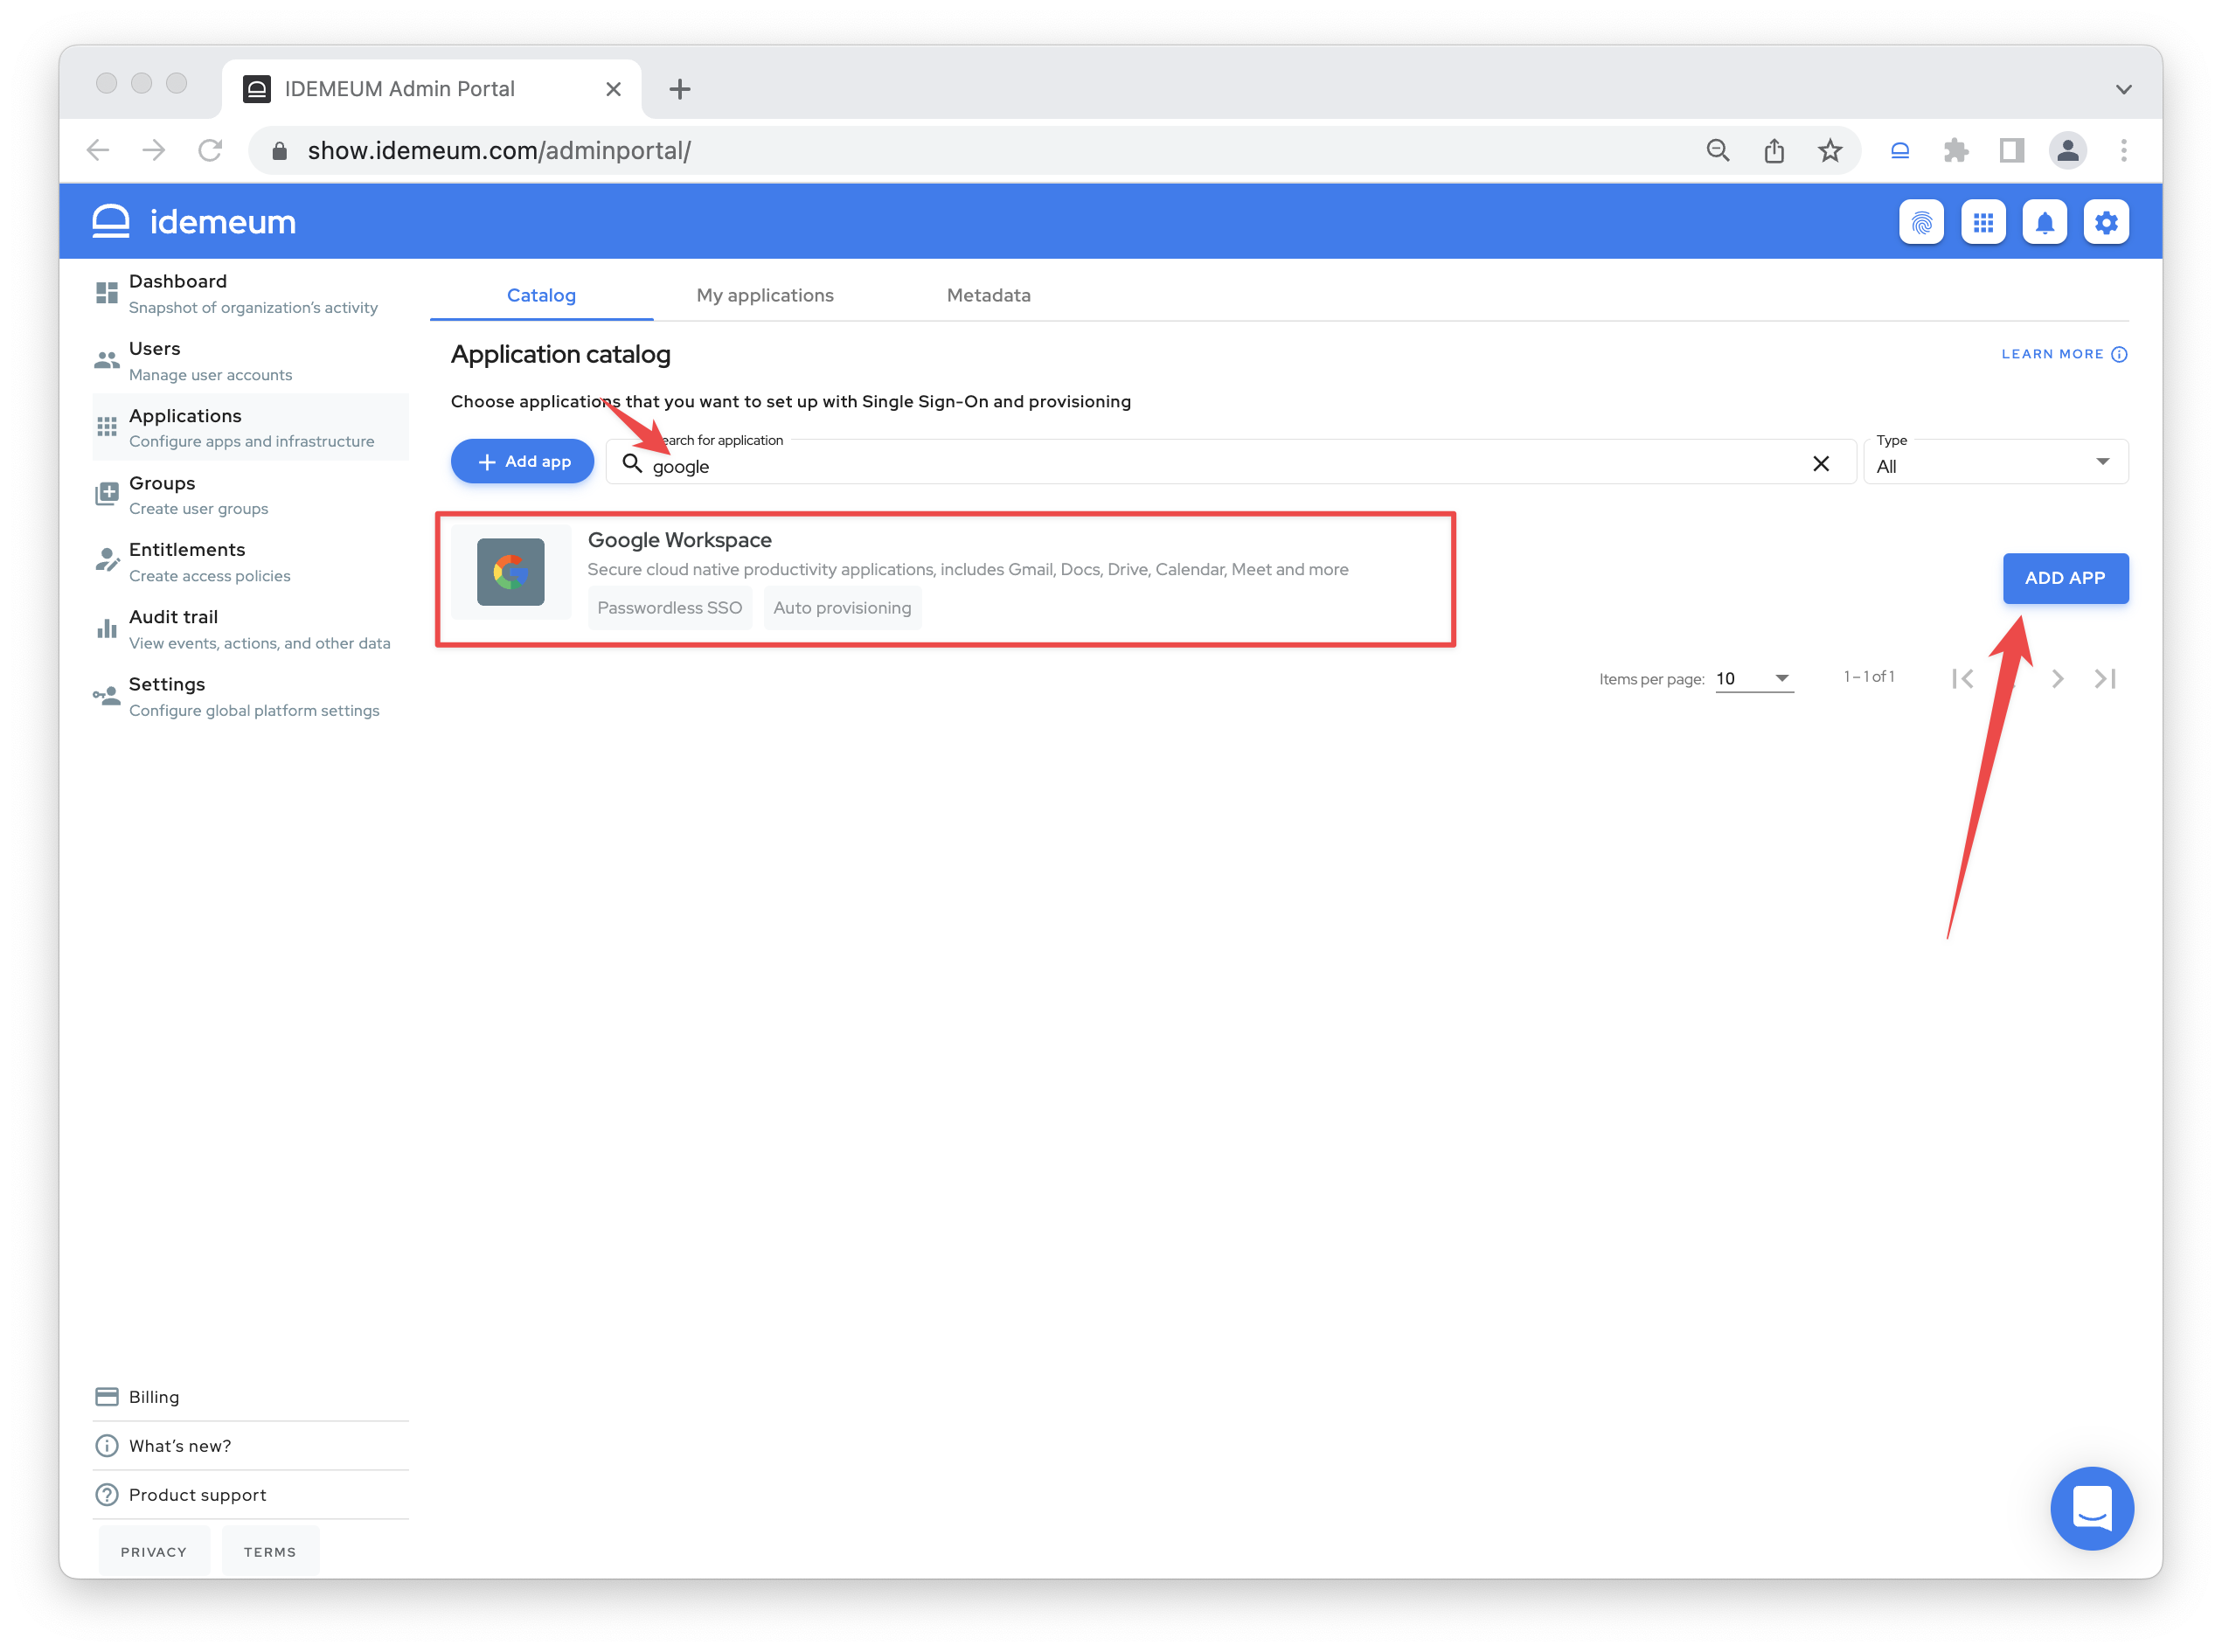 IDEMEUM Admin Portal
show.idemeum.com/adminportal/
idemeum
Dashboard
Snapshot of organization's activity
Users
Manage user accounts
Applications
Configure apps and infrastructure
Groups
Create user groups
Entitlements
Create access policies
Audit trail
View events, actions, and other data
Settings
Configure global platform settings
Billing
What's new?
Product support
PRIVACY TERMS
Catalog My applications Metadata
Application catalog
LEARN MORE
Choose applications that you want to set up with Single Sign-On and provisioning
Add app
Search for application
google
Type
All
Google Workspace
Secure cloud native productivity applications, includes Gmail, Docs, Drive, Calendar, Meet and more
Passwordless SSO Auto provisioning
ADD APP
Items per page: 10 1 – 1 of 1